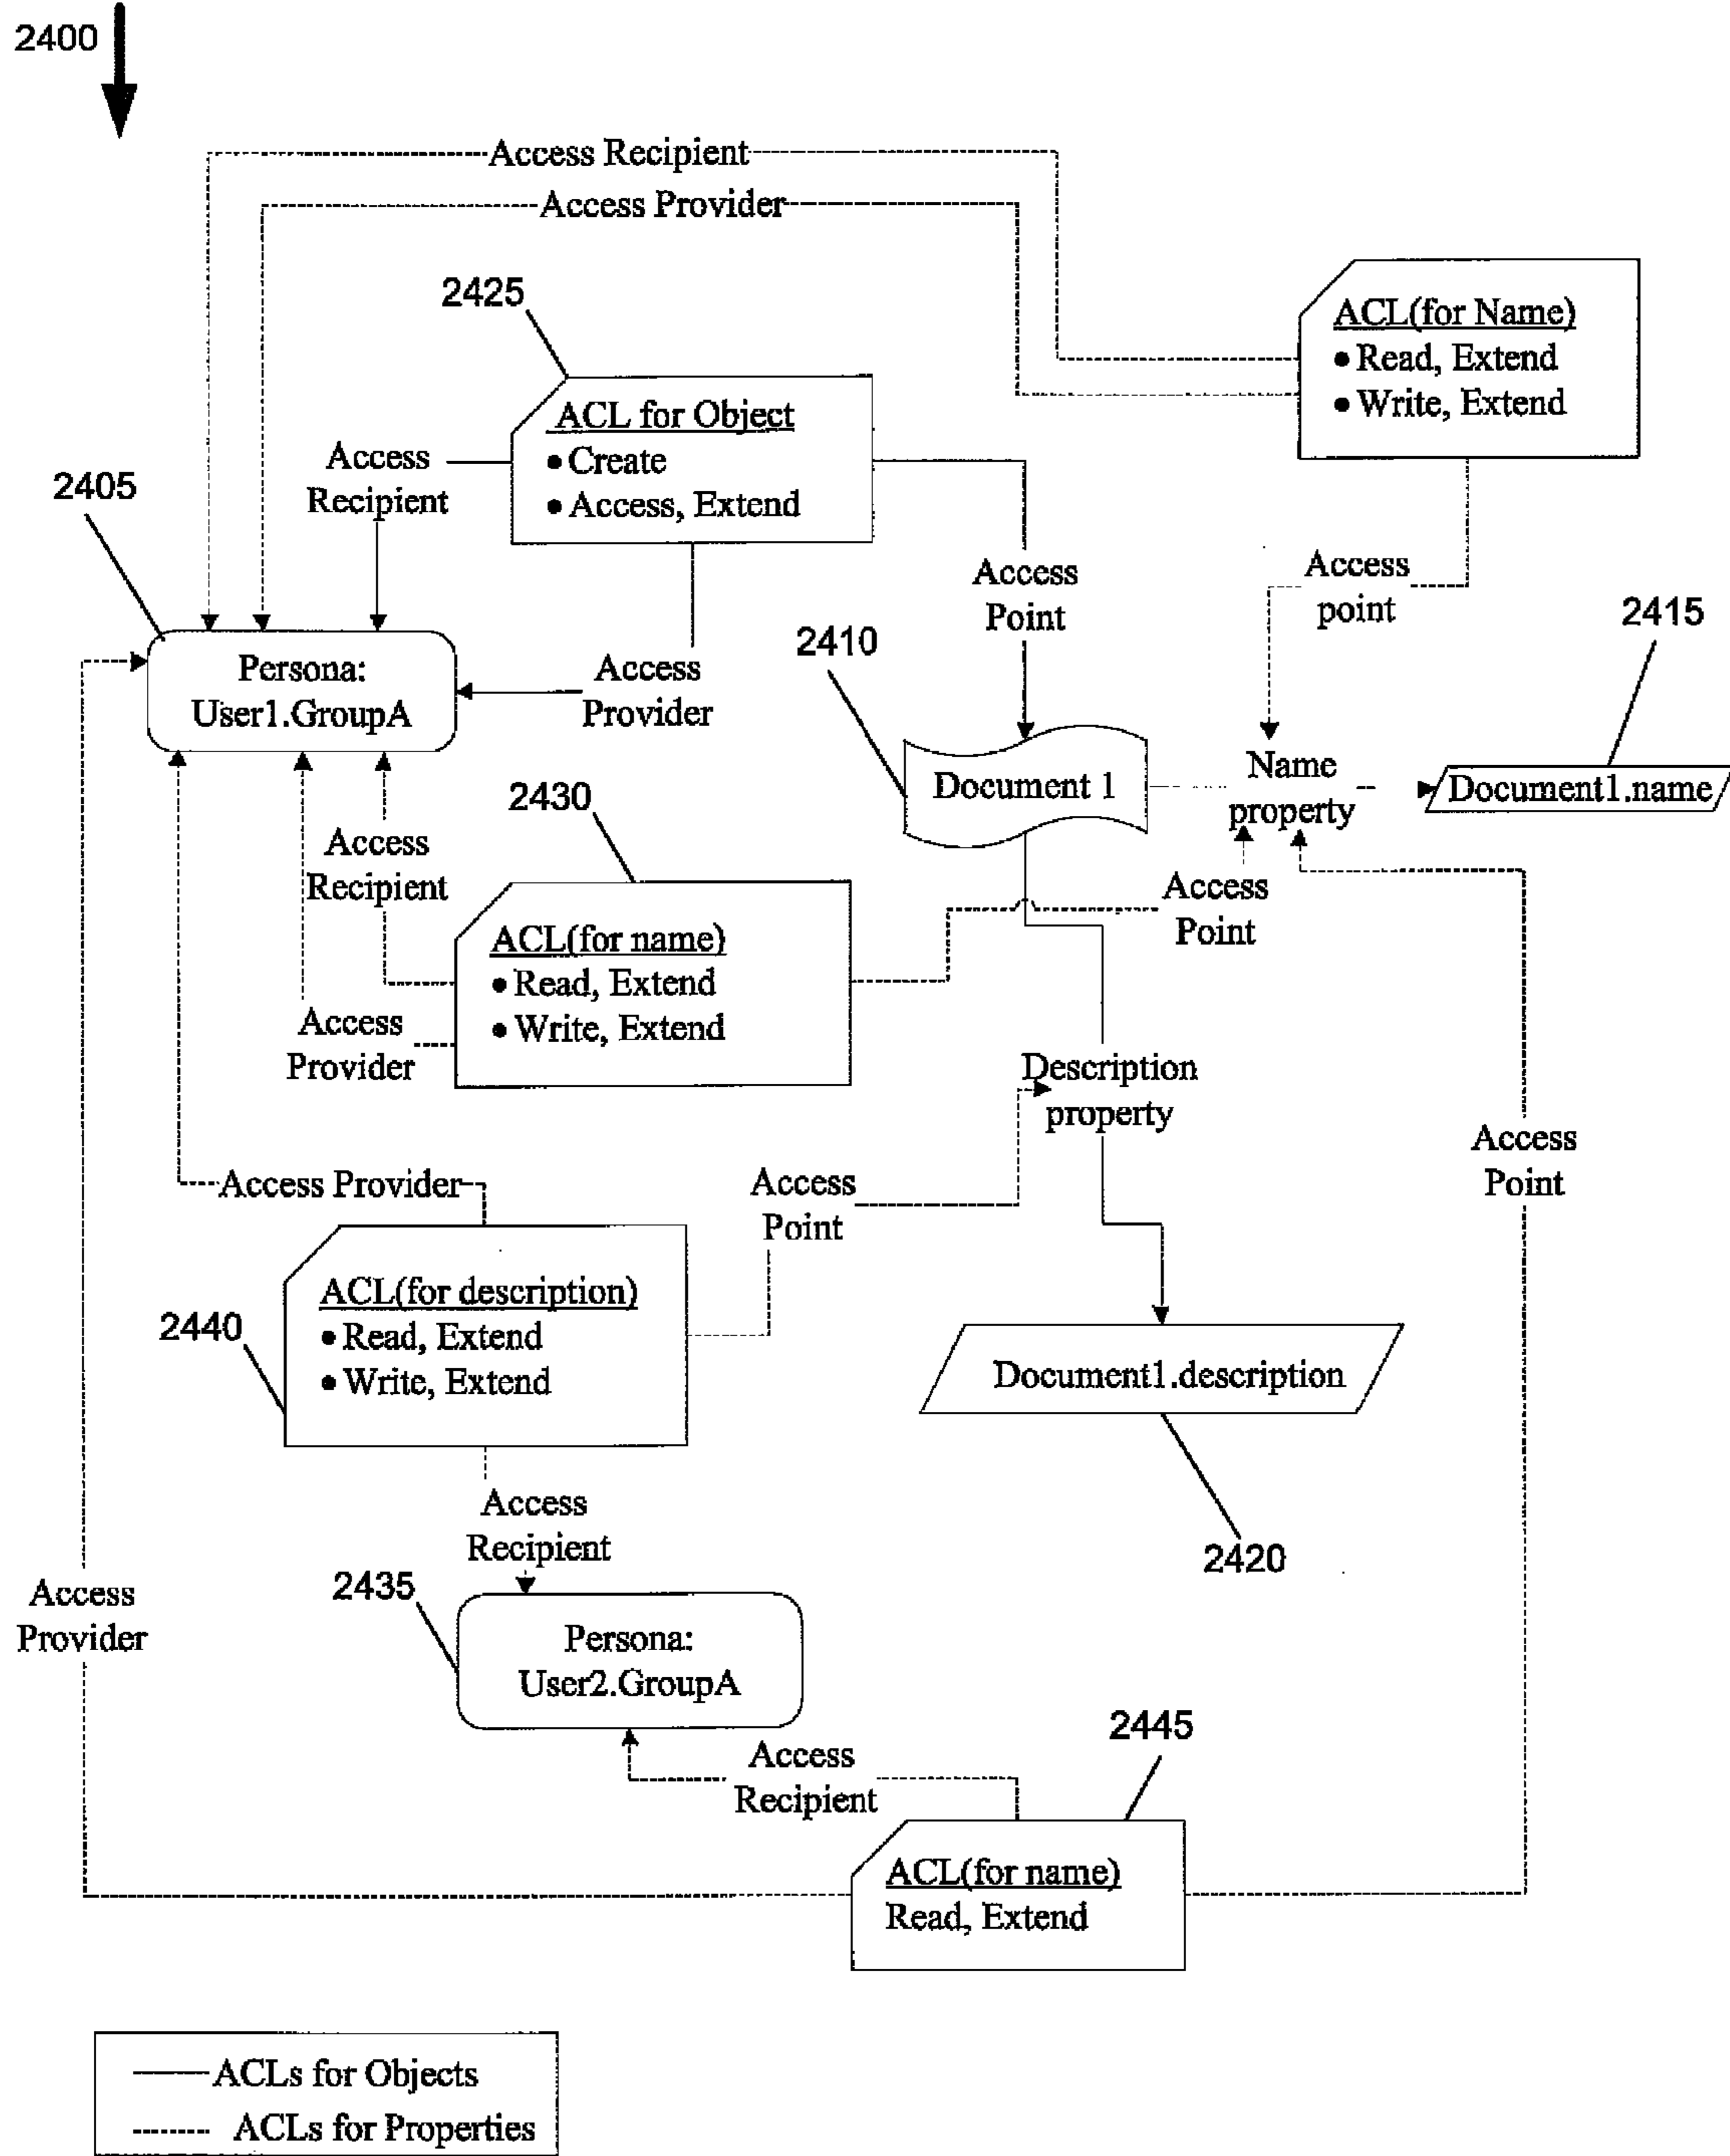 2400
Access Recipient
Access Provider
2425
ACL(for Name)
• Read, Extend
• Write, Extend
ACL for Object
• Create
• Access, Extend
Access
Recipient
2405
Access
Point
Access
point
2415
2410
Persona:
User1.GroupA
Access
Provider
Document 1
Name
property
Document1.name
2430
Access
Recipient
Access
Point
ACL(for name)
• Read, Extend
• Write, Extend
Access
Provider
Description
property
Access
Point
Access Provider
Access
Point
ACL(for description)
• Read, Extend
• Write, Extend
2440
Document1.description
Access
Recipient
2420
2435
Access
Provider
Persona:
User2.GroupA
2445
Access
Recipient
ACL(for name)
Read, Extend
ACLs for Objects
ACLs for Properties